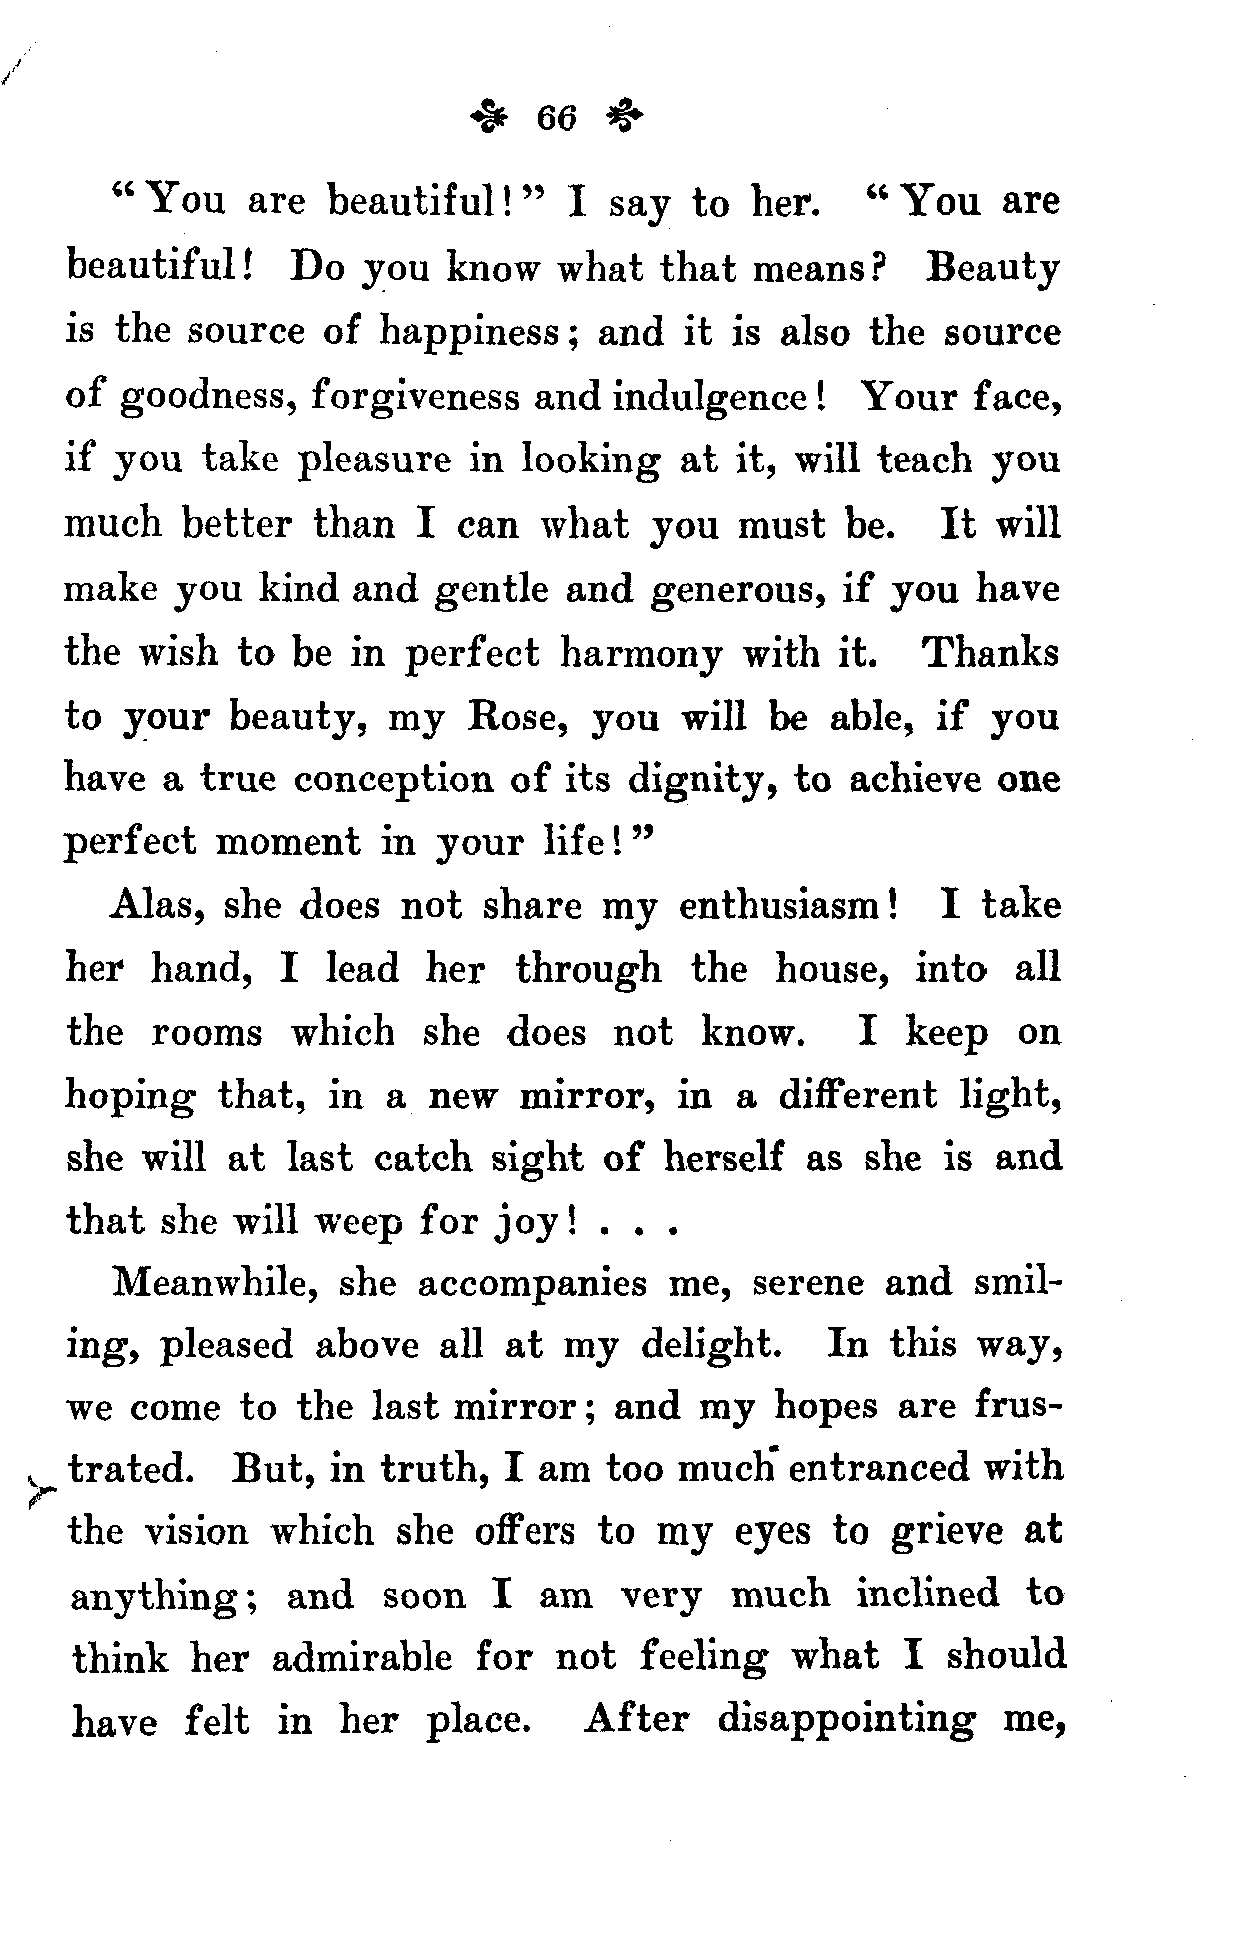 66
“You are beautiful!” I say to her. “You are
beautiful! Do you know what that means? Beauty
is the source of happiness; and it is also the source
of goodness, forgiveness and indulgence! Your face,
if you take pleasure in looking at it, will teach you
much better than I can what you must be. It will
make you kind and gentle and generous, if you have
the wish to be in perfect harmony with it. Thanks
to your beauty, my Rose, you will be able, if you
have a true conception of its dignity, to achieve one
perfect moment in your life!”
Alas, she does not share my enthusiasm! I take
her hand, I lead her through the house, into all
the rooms which she does not know. I keep on
hoping that, in a new mirror, in a different light,
she will at last catch sight of herself as she is and
that she will weep for joy! . . .
Meanwhile, she accompanies me, serene and smil-
ing, pleased above all at my delight. In this way,
we come to the last mirror; and my hopes are frus-
trated. But, in truth, I am too much entranced with
the vision which she offers to my eyes to grieve at
anything; and soon I am very much inclined to
think her admirable for not feeling what I should
have felt in her place. After disappointing me,